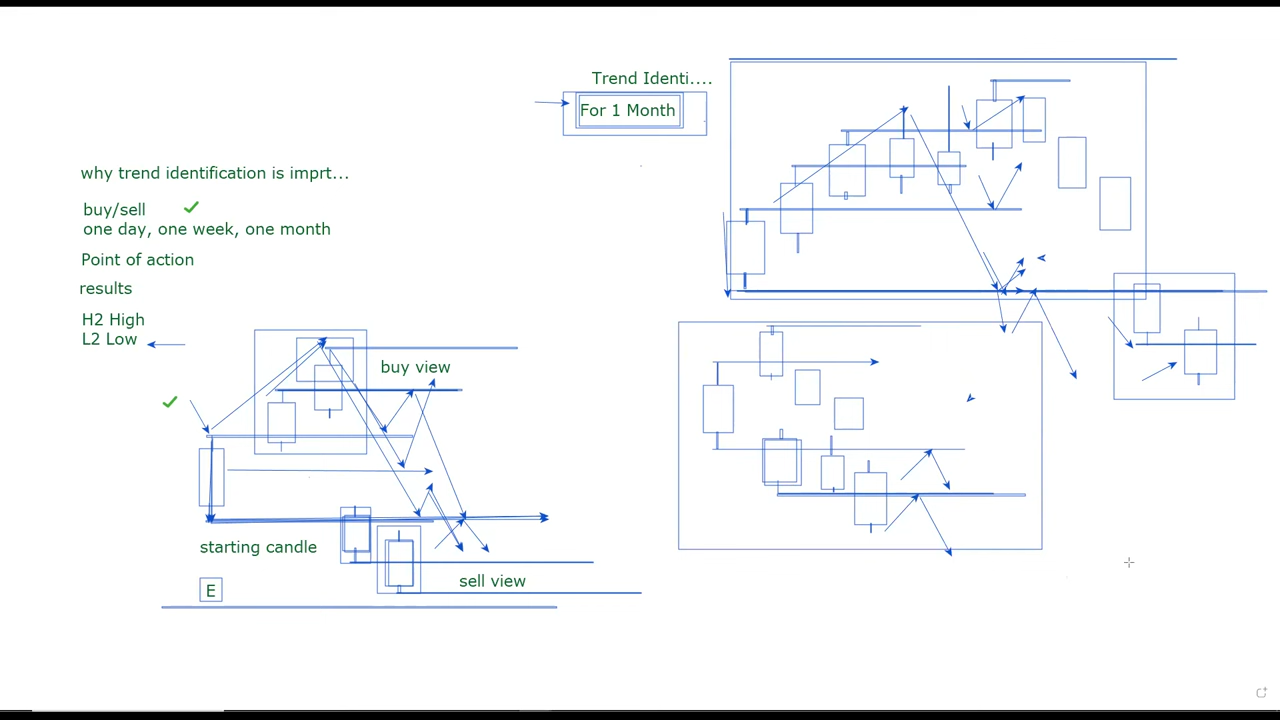 Trend Identi....
For 1 Month
why trend identification is imprt...
buy/sell
one day, one week, one month
Point of action
results
H2 High
L2 Low
buy view
starting candle
sell view
E